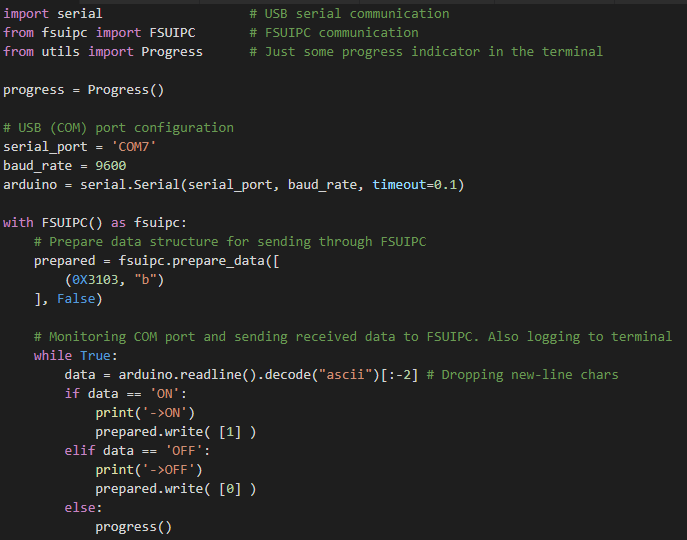 import serial                   # USB serial communication
from fsuipc import FSUIPC       # FSUIPC communication
from utils import Progress      # Just some progress indicator in the terminal

progress = Progress()

# USB (COM) port configuration
serial_port = 'COM7'
baud_rate = 9600
arduino = serial.Serial(serial_port, baud_rate, timeout=0.1)

with FSUIPC() as fsuipc:
    # Prepare data structure for sending through FSUIPC
    prepared = fsuipc.prepare_data([
        (0X3103, "b")
    ], False)

    # Monitoring COM port and sending received data to FSUIPC. Also logging to terminal
    while True:
        data = arduino.readline().decode("ascii")[:-2] # Dropping new-line chars
        if data == 'ON':
            print('->ON')
            prepared.write( [1] )
        elif data == 'OFF':
            print('->OFF')
            prepared.write( [0] )
        else:
            progress()